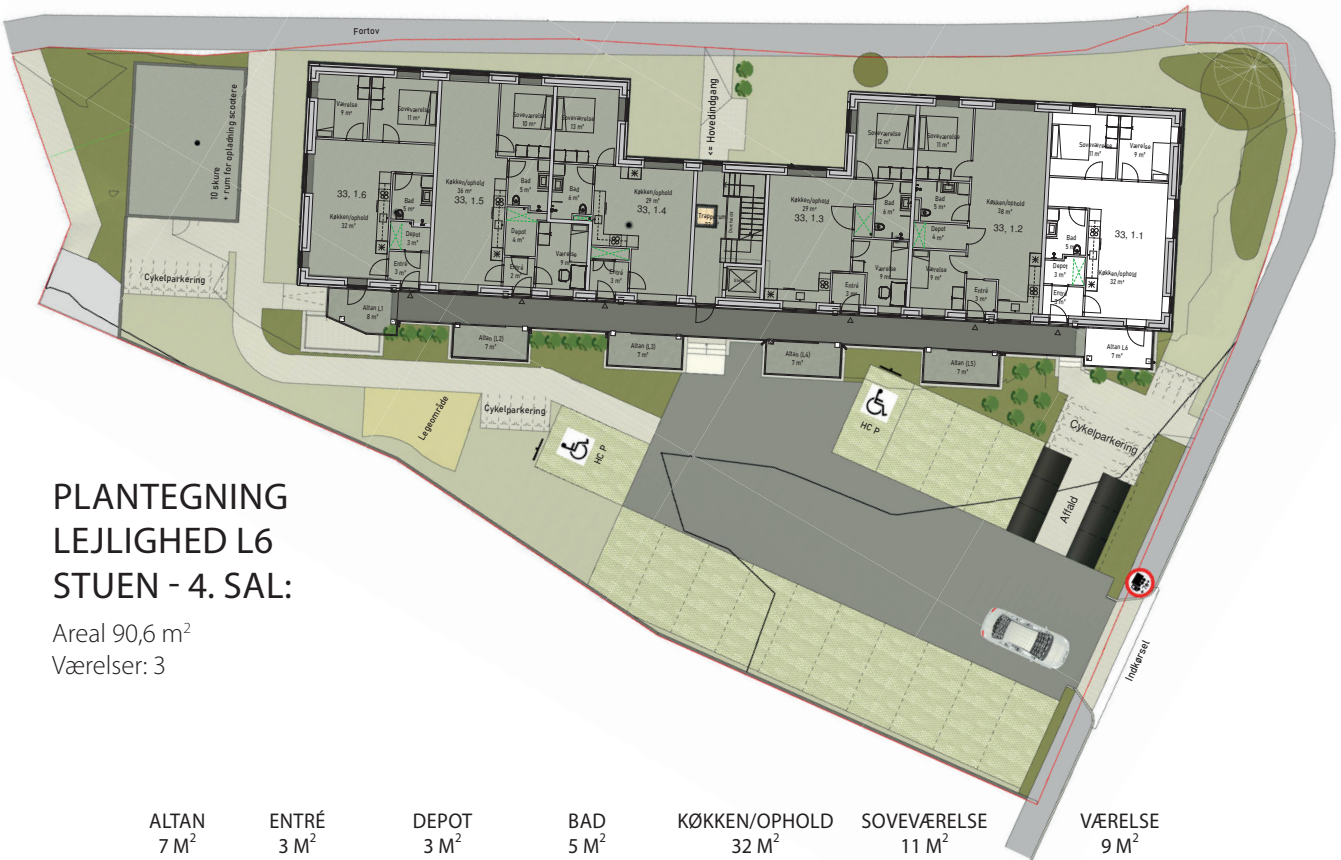 Fortov
10 skure
+ rum for opladning scootere
Cykelparkering
<= Hovedindgang
Værelse
9 m²
Soveværelse
11 m²
33, 1.6
Køkken/ophold
32 m²
Bad
5 m²
Depot
3 m²
Entré
3 m²
Køkken/ophold
36 m²
33, 1.5
Soveværelse
10 m²
Bad
5 m²
Depot
4 m²
Entré
2 m²
Soveværelse
13 m²
Bad
6 m²
Køkken/ophold
29 m²
33, 1.4
Værelse
9 m²
Entré
3 m²
Trapperum
Køkken/ophold
29 m²
33, 1.3
Soveværelse
12 m²
Bad
6 m²
Værelse
9 m²
Entré
3 m²
Soveværelse
11 m²
Bad
5 m²
Depot
4 m²
Værelse
9 m²
Entré
3 m²
Køkken/ophold
38 m²
33, 1.2
Soveværelse
11 m²
Værelse
9 m²
33, 1.1
Bad
5 m²
Depot
3 m²
Entré
3 m²
Køkken/ophold
32 m²
Altan L1
8 m²
Altan (L2)
7 m²
Altan (L3)
7 m²
Altan (L4)
7 m²
Altan (L5)
7 m²
Altan L6
7 m²
Legeområde
Cykelparkering
HC P
HC P
Cykelparkering
Affald
Indkørsel
PLANTEGNING
LEJLIGHED L6
STUEN - 4. SAL:
Areal 90,6 m²
Værelser: 3
ALTAN ENTRÉ DEPOT BAD KØKKEN/OPHOLD SOVEVÆRELSE VÆRELSE
7 M² 3 M² 3 M² 5 M² 32 M² 11 M² 9 M²